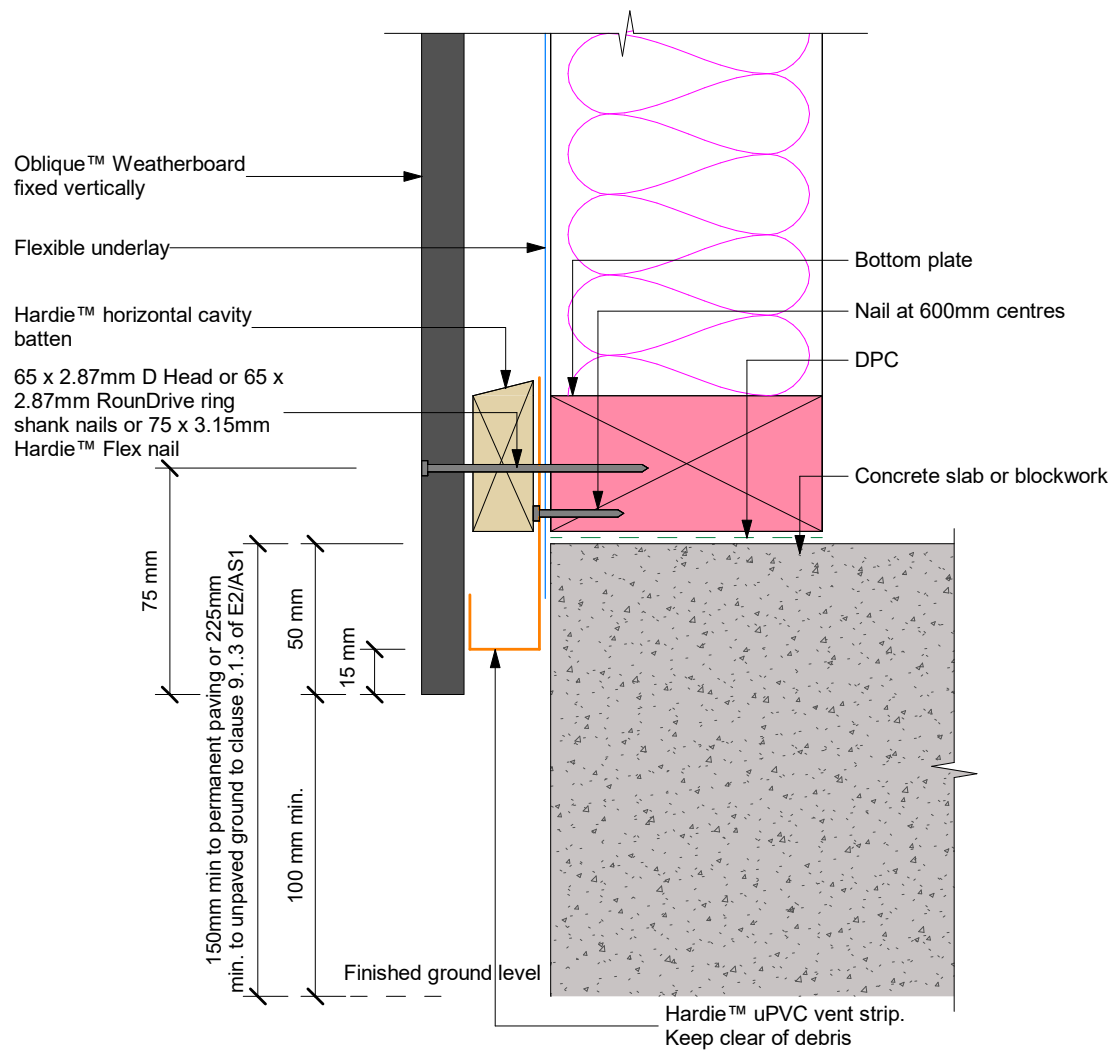 Oblique™ Weatherboard
fixed vertically
Flexible underlay
Hardie™ horizontal cavity
batten
65 x 2.87mm D Head or 65 x
2.87mm RounDrive ring
shank nails or 75 x 3.15mm
Hardie™ Flex nail
Bottom plate
Nail at 600mm centres
DPC
Concrete slab or blockwork
75 mm
150mm min to permanent paving or 225mm
min. to unpaved ground to clause 9.1.3 of E2/AS1
50 mm
15 mm
100 mm min.
Finished ground level
Hardie™ uPVC vent strip.
Keep clear of debris